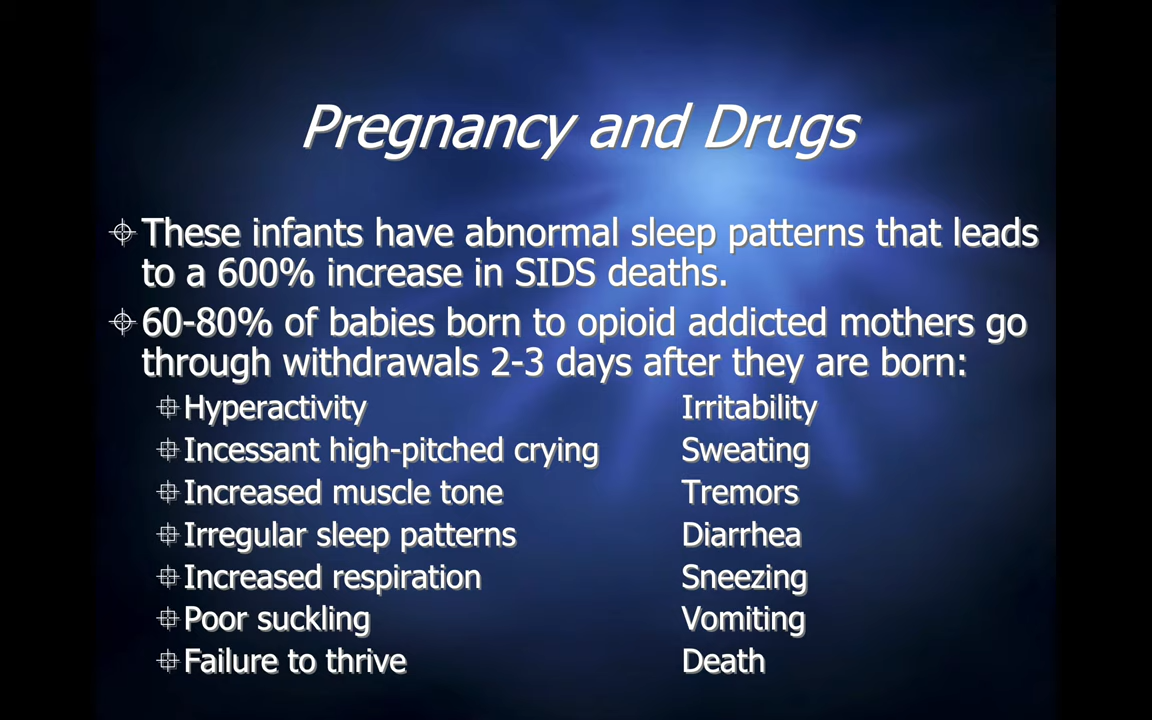 Pregnancy and Drugs
These infants have abnormal sleep patterns that leads
to a 600% increase in SIDS deaths.
60-80% of babies born to opioid addicted mothers go
through withdrawals 2-3 days after they are born:
Hyperactivity Irritability
Incessant high-pitched crying Sweating
Increased muscle tone Tremors
Irregular sleep patterns Diarrhea
Increased respiration Sneezing
Poor suckling Vomiting
Failure to thrive Death